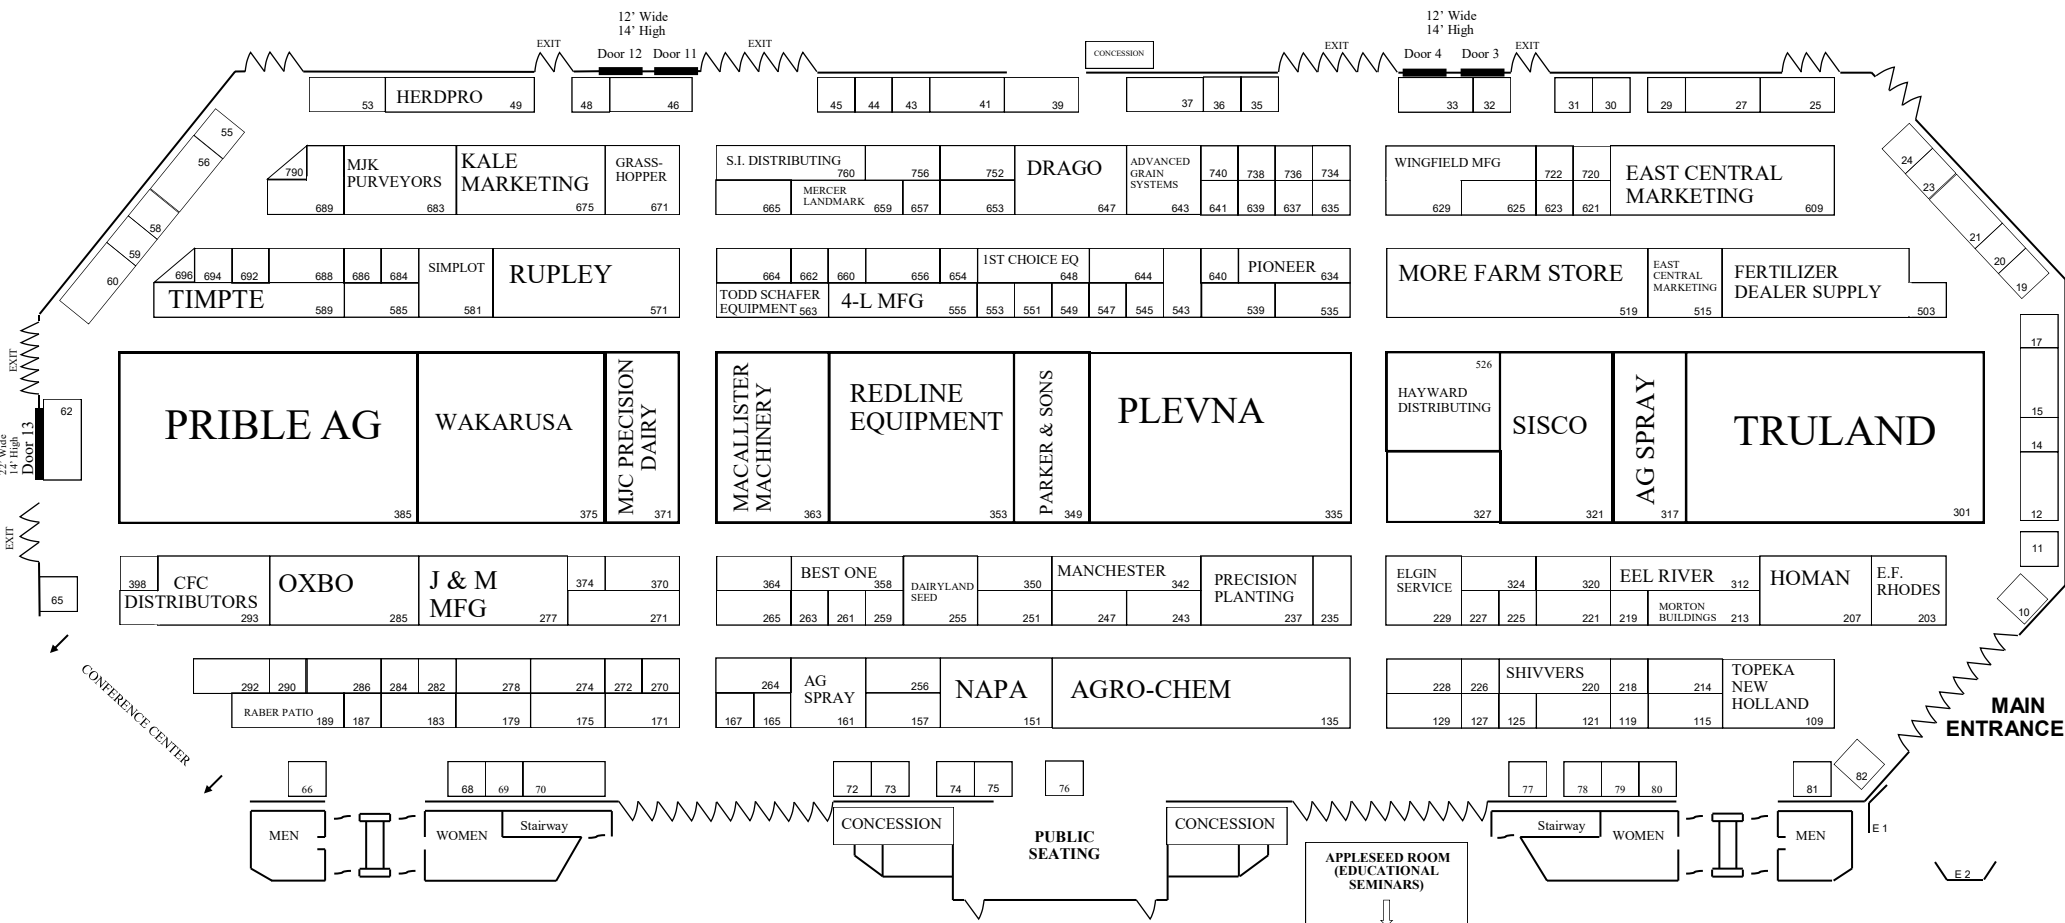 12' Wide
14' High
12' Wide
14' High
EXIT
Door 12
Door 11
EXIT
CONCESSION
EXIT
Door 4
Door 3
EXIT
53
HERDPRO
49
48
46
45
44
43
41
39
37
36
35
33
32
31
30
29
27
25
55
56
58
59
60
24
23
21
20
19
790
689
MJK
PURVEYORS
683
KALE
MARKETING
675
GRASS-
HOPPER
671
S.I. DISTRIBUTING
760
756
752
665
MERCER
LANDMARK
659
657
653
DRAGO
647
ADVANCED
GRAIN
SYSTEMS
643
740
738
736
734
641
639
637
635
WINGFIELD MFG
629
625
722
720
623
621
EAST CENTRAL
MARKETING
609
696
694
692
688
686
684
TIMPTE
589
585
SIMPLOT
581
RUPLEY
571
664
662
660
656
654
1ST CHOICE EQ
648
644
640
PIONEER
634
TODD SCHAFER
EQUIPMENT
563
4-L MFG
555
553
551
549
547
545
543
539
535
MORE FARM STORE
519
EAST
CENTRAL
MARKETING
515
FERTILIZER
DEALER SUPPLY
503
EXIT
62
22' Wide
14' High
Door 13
EXIT
65
PRIBLE AG
385
WAKARUSA
375
MJC PRECISION
DAIRY
371
MACALLISTER
MACHINERY
363
REDLINE
EQUIPMENT
353
PARKER & SONS
349
PLEVNA
335
526
HAYWARD
DISTRIBUTING
327
SISCO
321
AG SPRAY
317
TRULAND
301
17
15
14
12
11
10
398
CFC
DISTRIBUTORS
293
OXBO
285
J & M
MFG
277
374
370
271
364
BEST ONE
358
265
263
261
259
DAIRYLAND
SEED
255
350
251
MANCHESTER
342
247
243
PRECISION
PLANTING
237
235
ELGIN
SERVICE
229
324
320
227
225
221
EEL RIVER
312
219
MORTON
BUILDINGS
213
HOMAN
207
E.F.
RHODES
203
CONFERENCE CENTER
292
290
286
284
282
278
274
272
270
RABER PATIO
189
187
183
179
175
171
264
167
165
AG
SPRAY
161
256
157
NAPA
151
AGRO-CHEM
135
228
226
SHIVVERS
220
218
214
129
127
125
121
119
115
TOPEKA
NEW
HOLLAND
109
MAIN
ENTRANCE
66
68
69
70
72
73
74
75
76
77
78
79
80
81
82
MEN
WOMEN
Stairway
CONCESSION
PUBLIC
SEATING
CONCESSION
Stairway
WOMEN
MEN
E 1
E 2
APPLESEED ROOM
(EDUCATIONAL
SEMINARS)